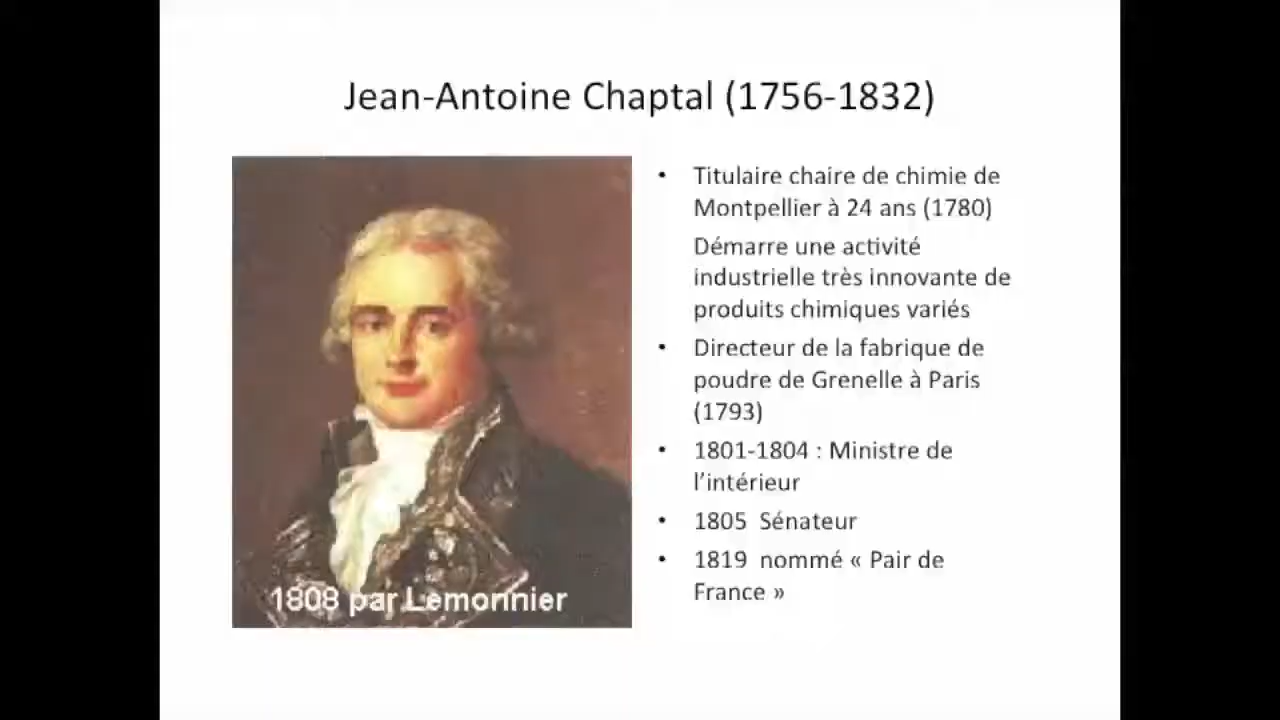 Jean-Antoine Chaptal (1756-1832)
• Titulaire chaire de chimie de
Montpellier à 24 ans (1780)
Démarre une activité
industrielle très innovante de
produits chimiques variés
• Directeur de la fabrique de
poudre de Grenelle à Paris
(1793)
• 1801-1804 : Ministre de
l’intérieur
• 1805 Sénateur
• 1819 nommé « Pair de
France »
1808 par Lemonnier